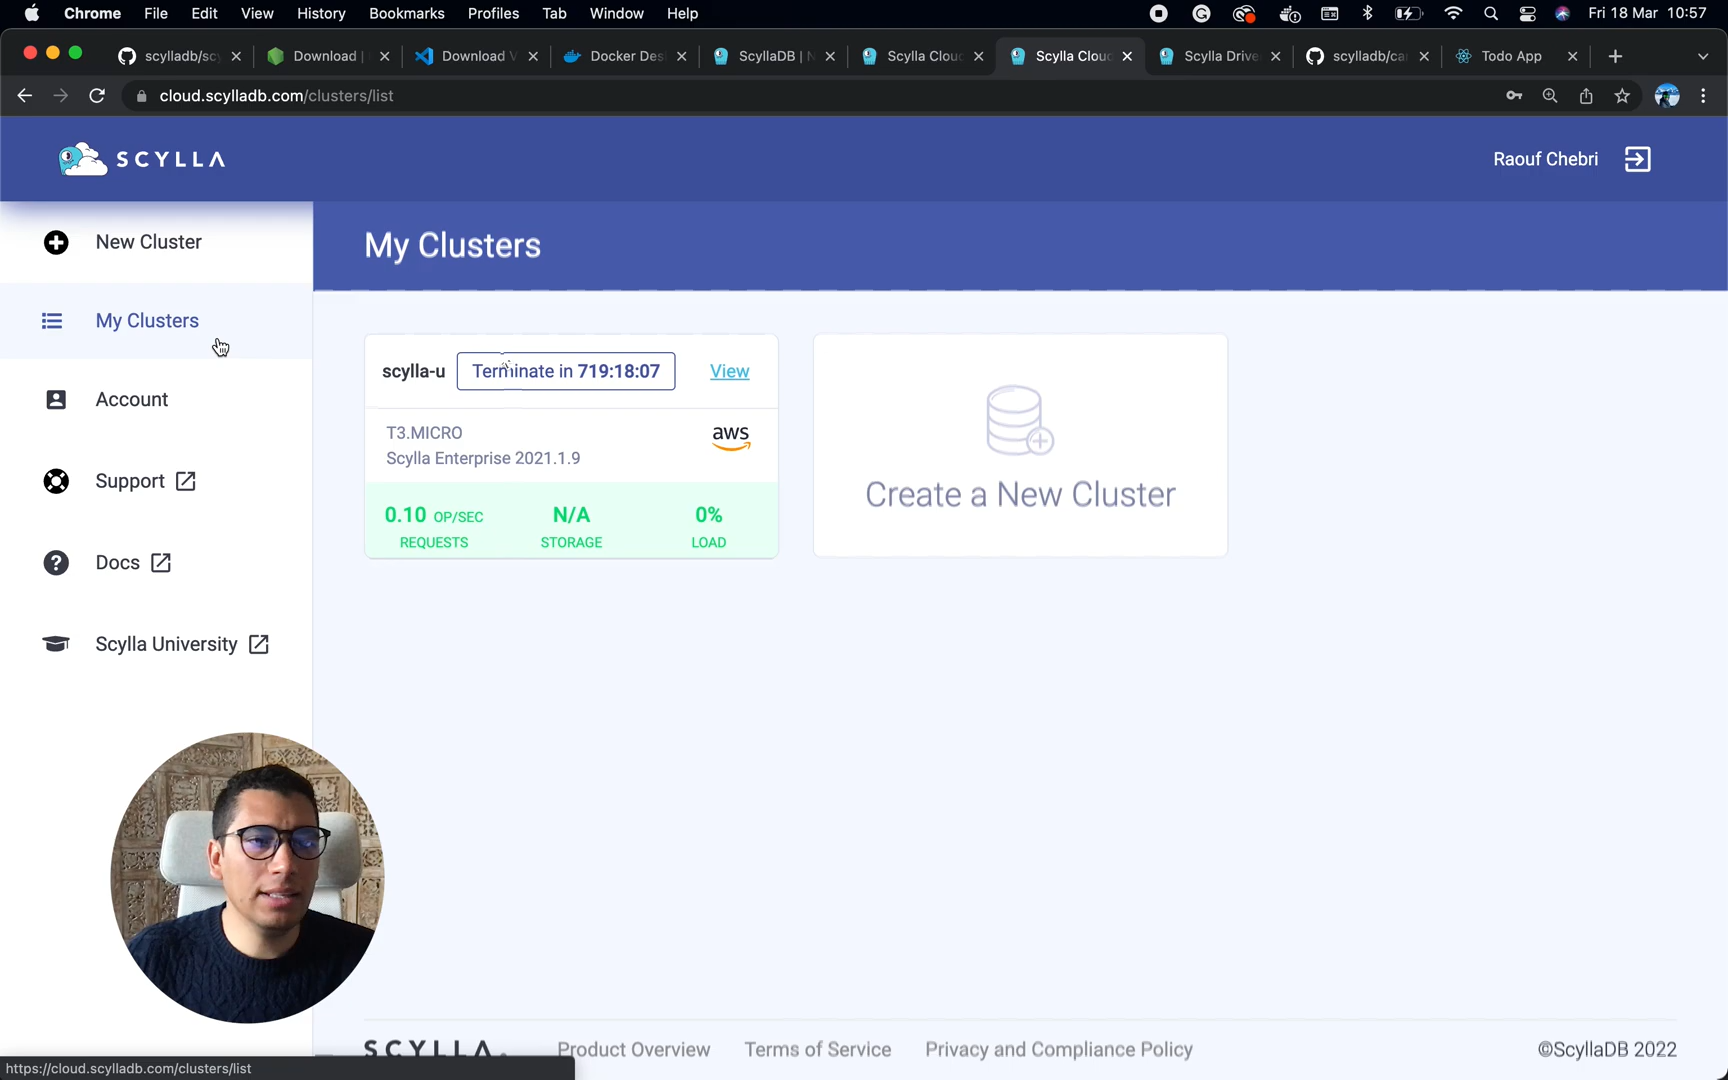 Chrome File Edit View History Bookmarks Profiles Tab Window Help Fri 18 Mar 10:57
scylladb/scy Download | Download V Docker Des ScyllaDB | N Scylla Clou Scylla Clou Scylla Drive scylladb/ca Todo App
cloud.scylladb.com/clusters/list
SCYLLA Raouf Chebri
New Cluster
My Clusters
Account
Support
Docs
Scylla University
My Clusters
scylla-u Terminate in 719:18:07 View
T3.MICRO aws
Scylla Enterprise 2021.1.9
0.10 OP/SEC N/A 0%
REQUESTS STORAGE LOAD
Create a New Cluster
SCYLLA. Product Overview Terms of Service Privacy and Compliance Policy ©ScyllaDB 2022
https://cloud.scylladb.com/clusters/list